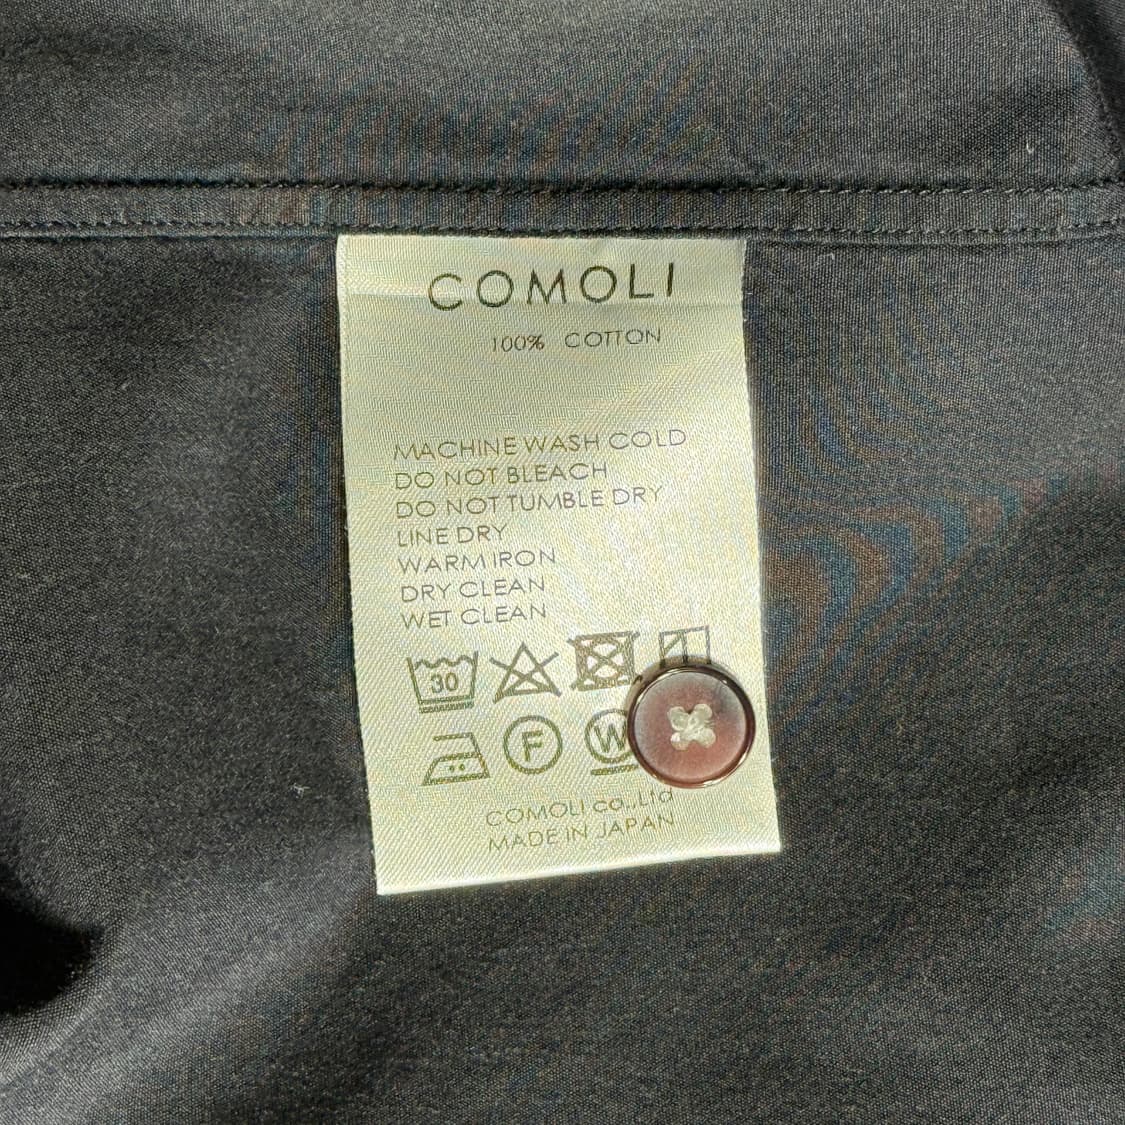 COMOLI
100% COTTON
MACHINE WASH COLD
DO NOT BLEACH
DO NOT TUMBLE DRY
LINE DRY
WARM IRON
DRY CLEAN
WET CLEAN
30
F W
COMOLI co.,Ltd
MADE IN JAPAN